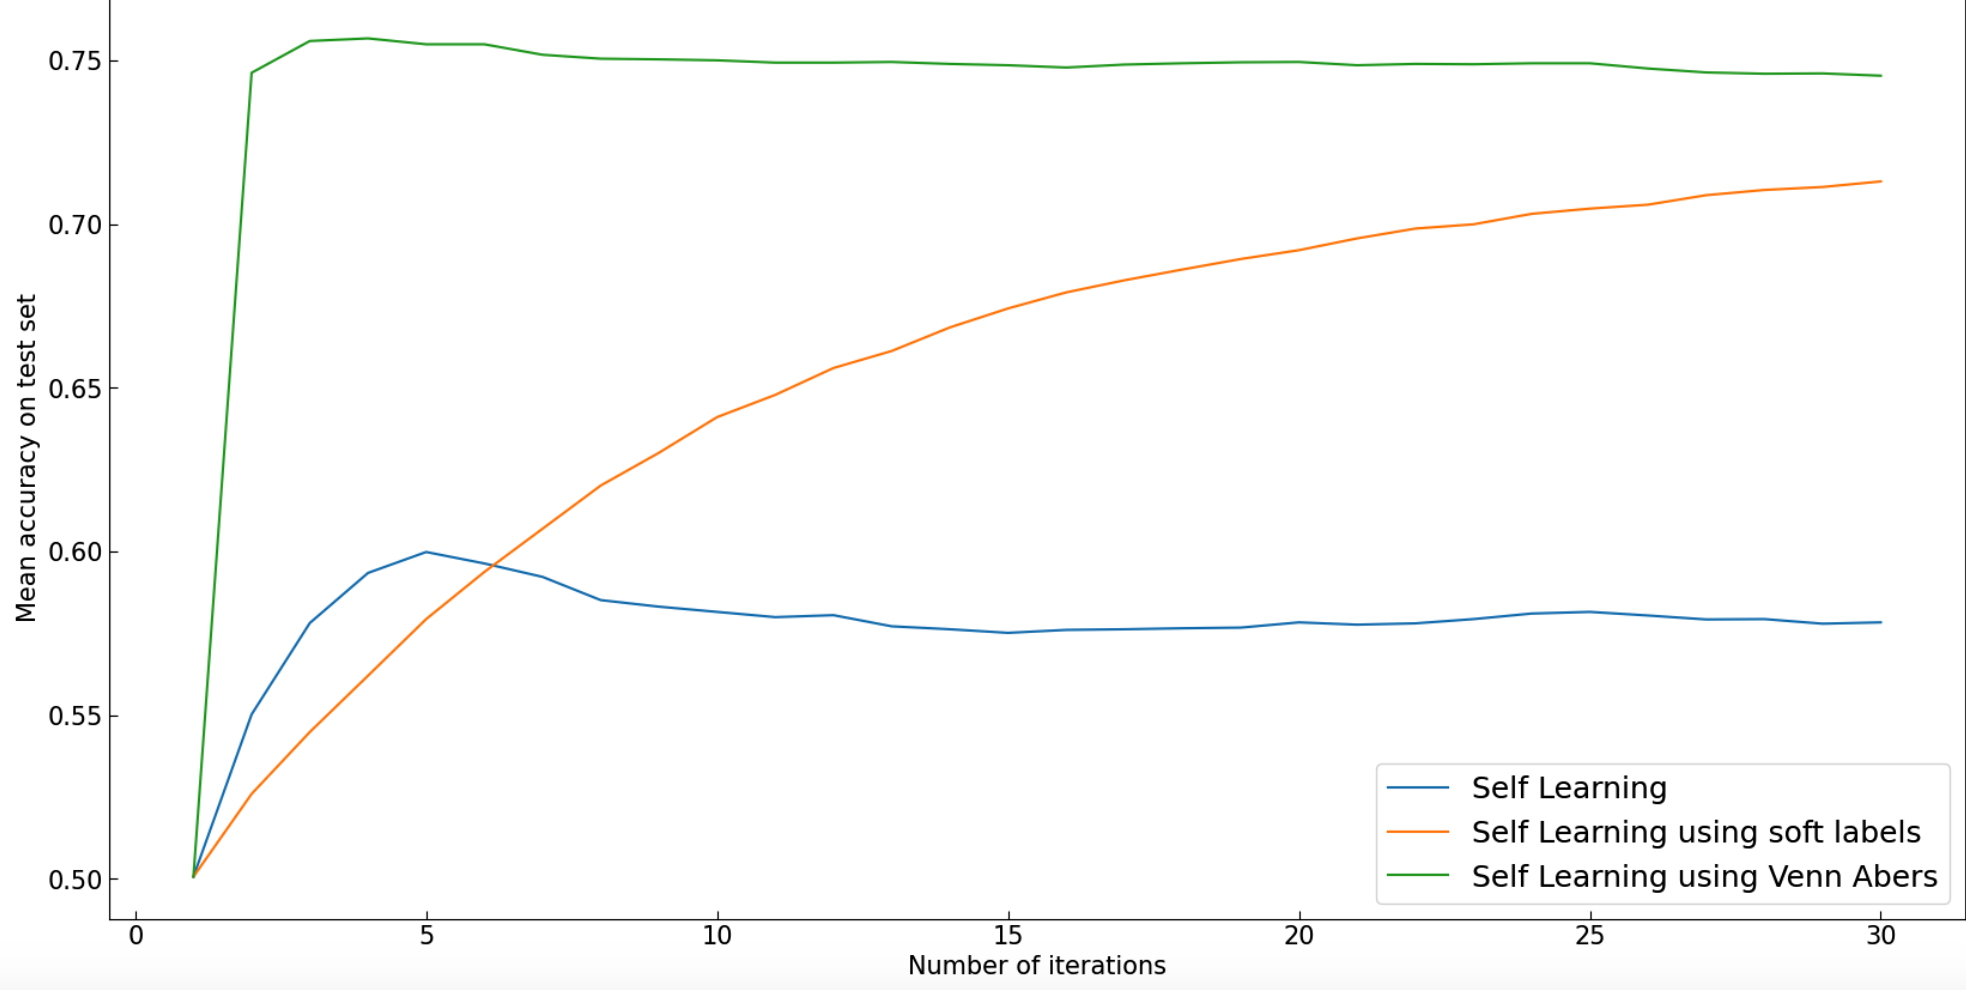 0.75
0.70
0.65
0.60
0.55
0.50
Mean accuracy on test set
0 5 10 15 20 25 30
Number of iterations
Self Learning
Self Learning using soft labels
Self Learning using Venn Abers